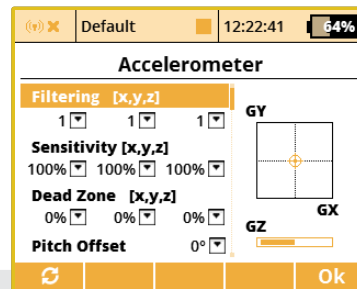 Default 12:22:41 64%
Accelerometer
Filtering [x,y,z]
1 1 1
Sensitivity [x,y,z]
100% 100% 100%
Dead Zone [x,y,z]
0% 0% 0%
Pitch Offset 0°
GY
GX
GZ
Ok